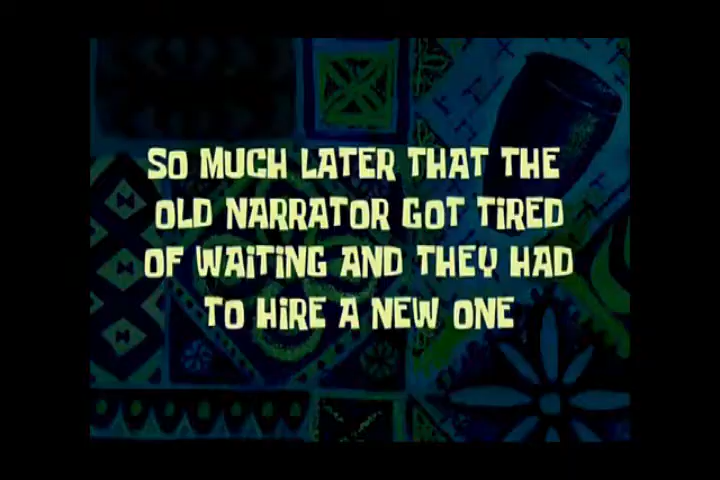 SO MUCH LATER THAT THE
OLD NARRATOR GOT TIRED
OF WAITING AND THEY HAD
TO HIRE A NEW ONE